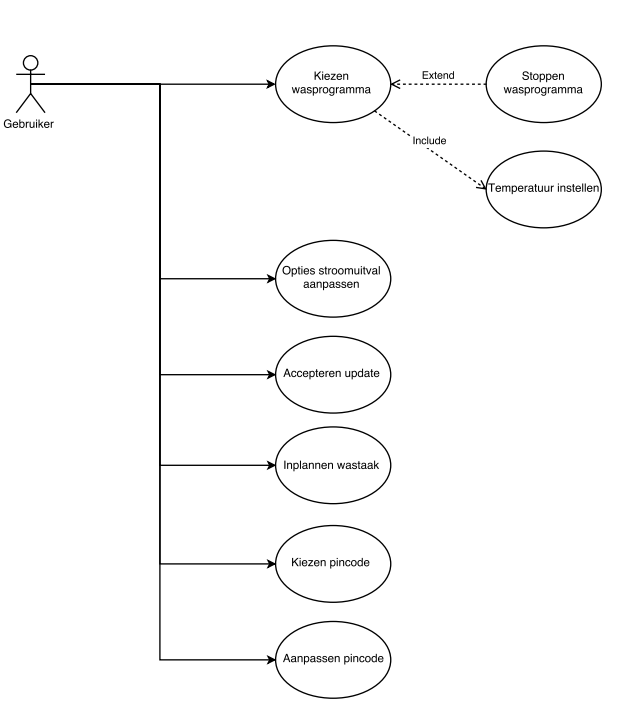 Gebruiker
Kiezen
wasprogramma
Extend
Stoppen
wasprogramma
Include
Temperatuur instellen
Opties stroomuitval
aanpassen
Accepteren update
Inplannen wastaak
Kiezen pincode
Aanpassen pincode